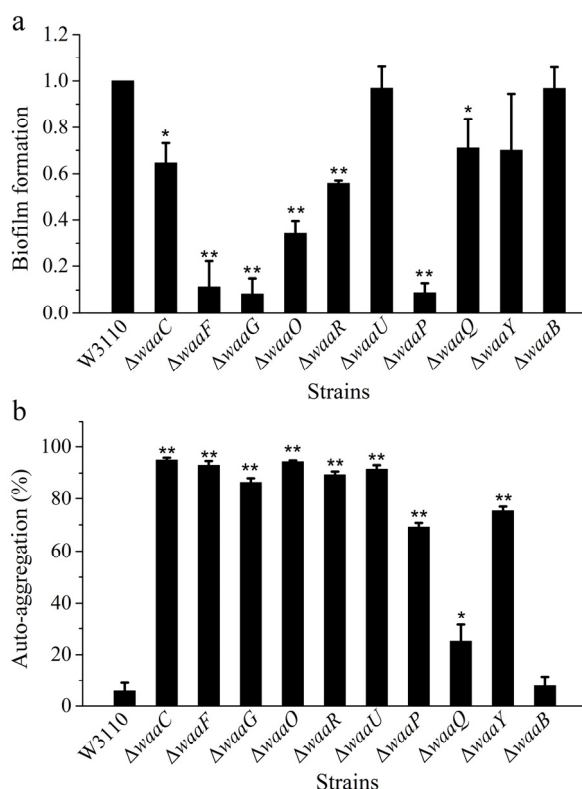 a
1.0
0.8
0.6
0.4
0.2
0.0
Biofilm formation
*
**
**
**
**
**
*
W3110
ΔwaaC
ΔwaaF
ΔwaaG
ΔwaaO
ΔwaaR
ΔwaaU
ΔwaaP
ΔwaaQ
ΔwaaY
ΔwaaB
Strains
b
100
80
60
40
20
0
Auto-aggregation (%)
**
**
**
**
**
**
**
*
**
W3110
ΔwaaC
ΔwaaF
ΔwaaG
ΔwaaO
ΔwaaR
ΔwaaU
ΔwaaP
ΔwaaQ
ΔwaaY
ΔwaaB
Strains